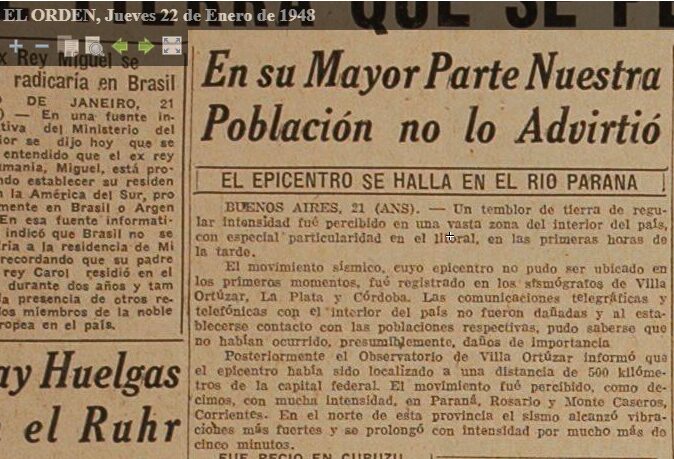 EL ORDEN, Jueves 22 de Enero de 1948
QUE SE
x Rey Miguel se
radicaría en Brasil
DE JANEIRO, 21
) — En una fuente in-
tiva del Ministerio del
ior se dijo hoy que se
entendido que el ex rey
mania, Miguel, está pro-
ndo establecer su residen
n la América del Sur, pro
mente en Brasil o Argen
En esa fuente informati-
indicó que Brasil no se
ría a la residencia de Mi
recordando que su padre
rey Carol residió en el
durante dos años y tam
la presencia de otros re-
dos miembros de la noble
ropea en el país.
ay Huelgas
el Ruhr
En su Mayor Parte Nuestra
Población no lo Advirtió
EL EPICENTRO SE HALLA EN EL RIO PARANA
BUENOS AIRES, 21 (ANS). — Un temblor de tierra de regu-
lar intensidad fué percibido en una vasta zona del interior del país,
con especial particularidad en el litoral, en las primeras horas de
la tarde.
El movimiento sísmico, cuyo epicentro no pudo ser ubicado en
los primeros momentos, fué registrado en los sismógrafos de Villa
Ortúzar, La Plata y Córdoba. Las comunicaciones telegráficas y
telefónicas con el interior del país no fueron dañadas y al esta-
blecerse contacto con las poblaciones respectivas, pudo saberse que
no habían ocurrido, presumiblemente, daños de importancia
Posteriormente el Observatorio de Villa Ortúzar informó que
el epicentro había sido localizado a una distancia de 500 kilóme-
tros de la capital federal. El movimiento fué percibido, como de-
cimos, con mucha intensidad, en Paraná, Rosario y Monte Caseros,
Corrientes. En el norte de esta provincia el sismo alcanzó vibra-
ciones más fuertes y se prolongó con intensidad por mucho más de
cinco minutos.
FUE RECIO EN CURUZU